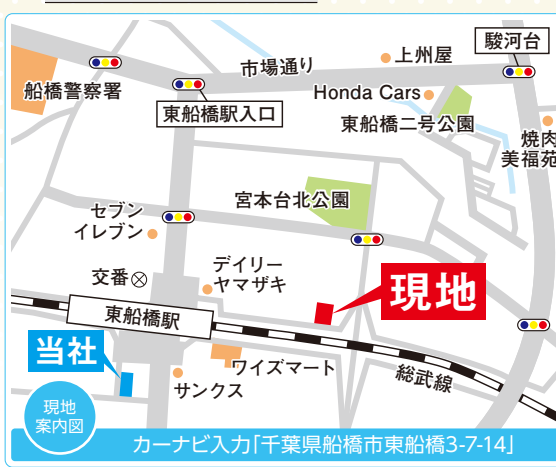 駿河台
上州屋
市場通り
船橋警察署
Honda Cars
東船橋駅入口
東船橋二号公園
焼肉
美福苑
宮本台北公園
セブン
イレブン
デイリー
ヤマザキ
交番
現地
東船橋駅
当社
ワイズマート
総武線
サンクス
現地
案内図
カーナビ入力「千葉県船橋市東船橋3-7-14」